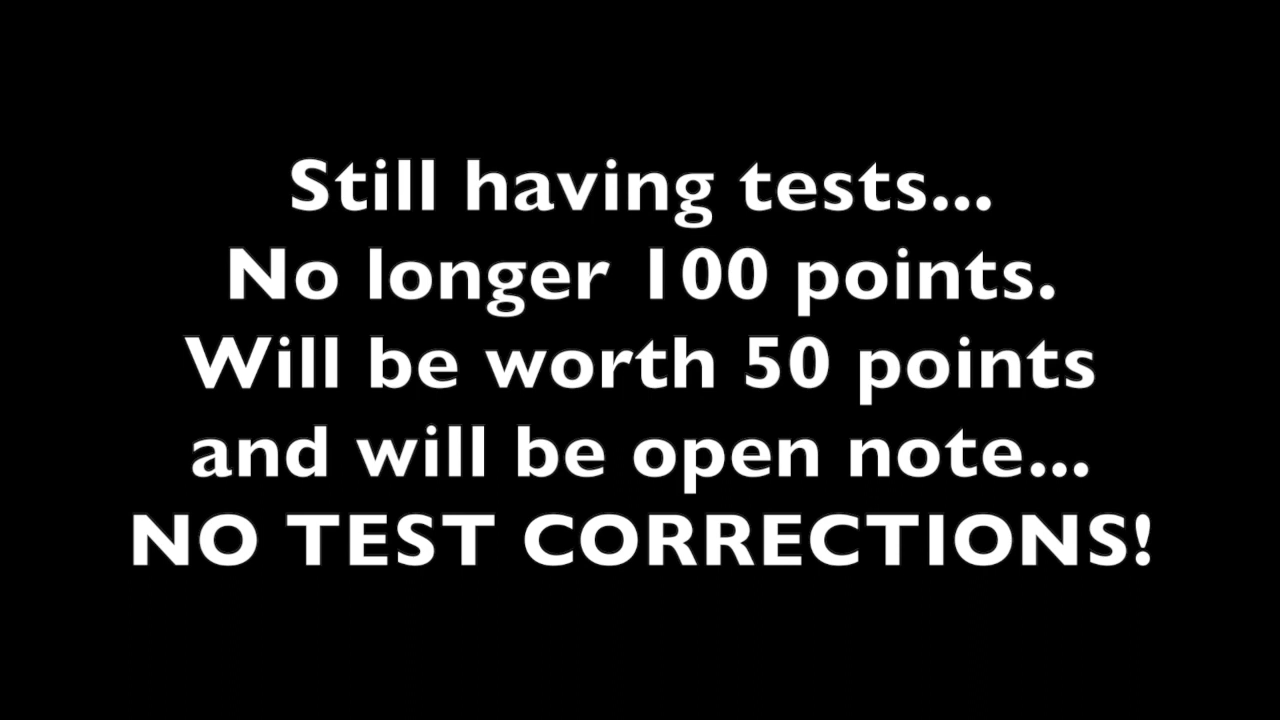 Still having tests...
No longer 100 points.
Will be worth 50 points
and will be open note...
NO TEST CORRECTIONS!